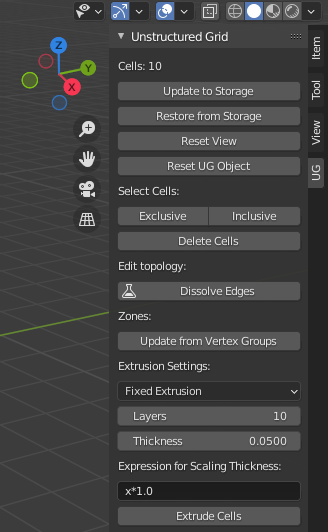 Unstructured Grid
Cells: 10
Update to Storage
Restore from Storage
Reset View
Reset UG Object
Select Cells:
Exclusive Inclusive
Delete Cells
Edit topology:
Dissolve Edges
Zones:
Update from Vertex Groups
Extrusion Settings:
Fixed Extrusion
Layers 10
Thickness 0.0500
Expression for Scaling Thickness:
x*1.0
Extrude Cells
Item
Tool
View
UG
Z
Y
X